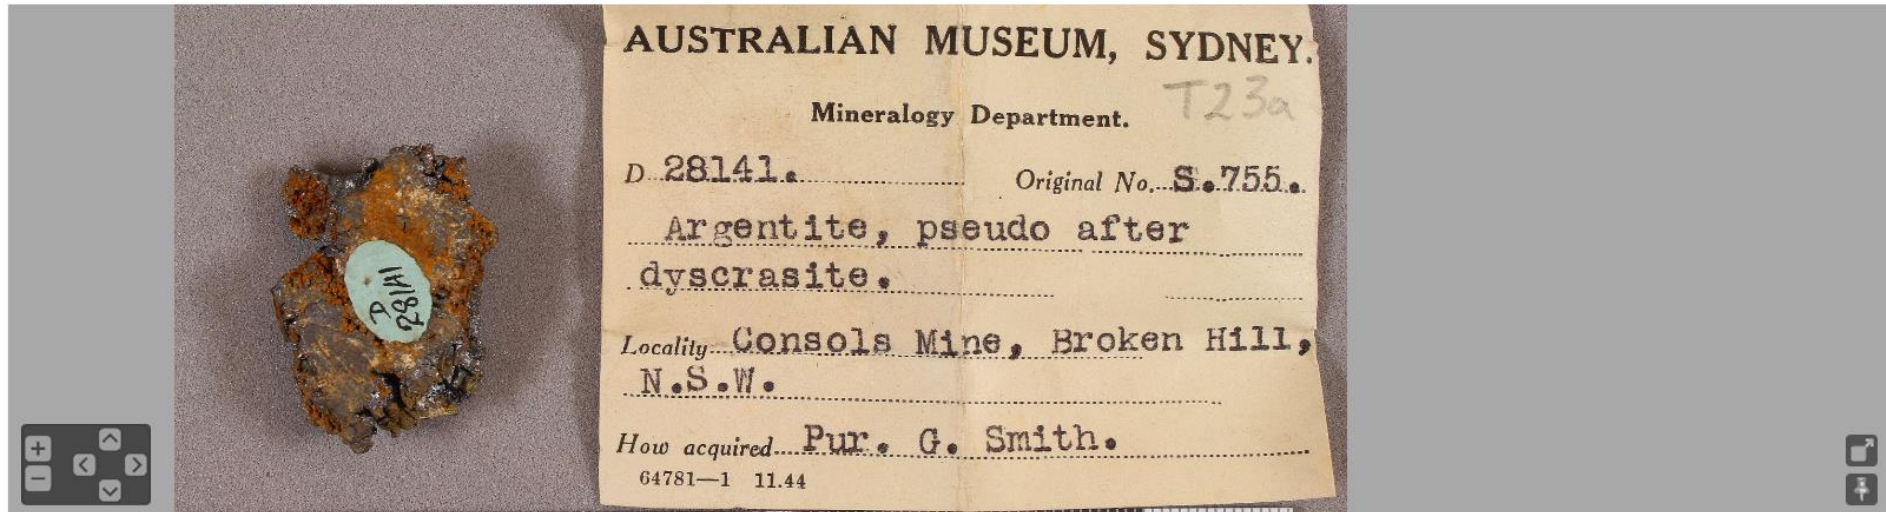 AUSTRALIAN MUSEUM, SYDNEY.
T23a
Mineralogy Department.
D 28141. Original No. S.755.
Argentite, pseudo after
dyscrasite.
Locality Consols Mine, Broken Hill,
N.S.W.
How acquired Pur. G. Smith.
64781—1 11.44
D
28141